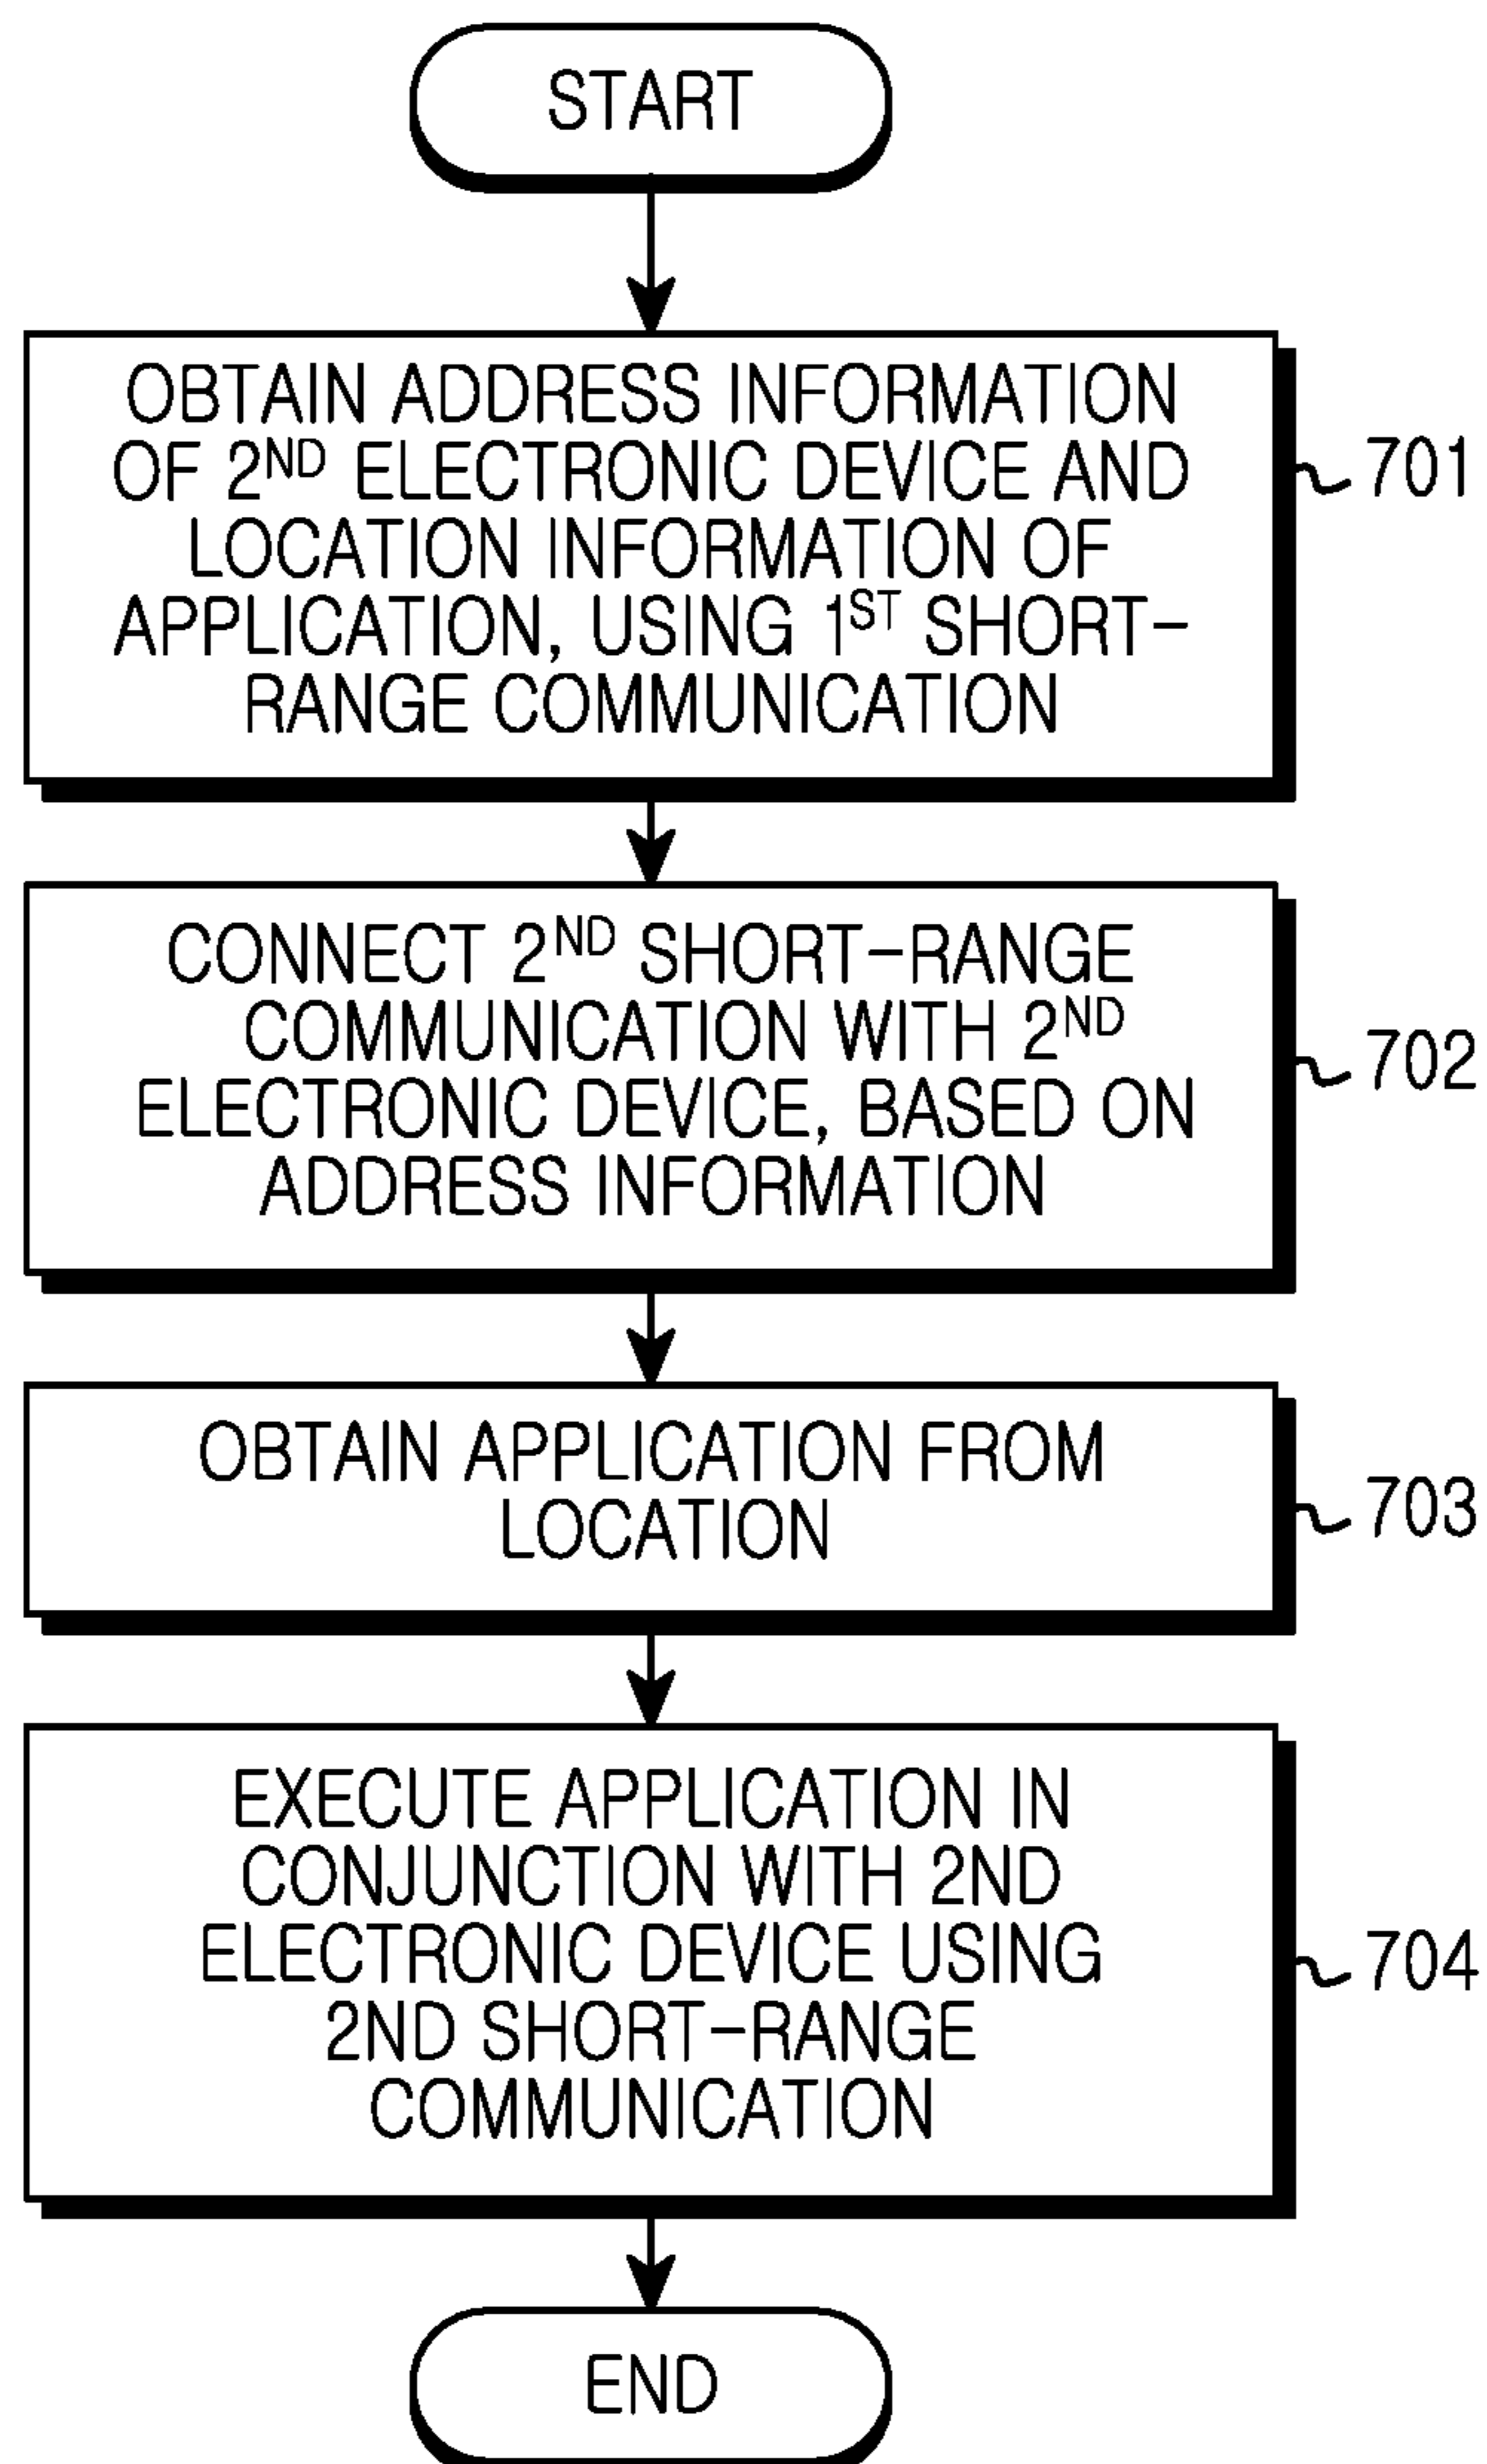 START
OBTAIN ADDRESS INFORMATION
OF 2ND ELECTRONIC DEVICE AND
LOCATION INFORMATION OF
APPLICATION, USING 1ST SHORT-
RANGE COMMUNICATION
701
CONNECT 2ND SHORT-RANGE
COMMUNICATION WITH 2ND
ELECTRONIC DEVICE, BASED ON
ADDRESS INFORMATION
702
OBTAIN APPLICATION FROM
LOCATION
703
EXECUTE APPLICATION IN
CONJUNCTION WITH 2ND
ELECTRONIC DEVICE USING
2ND SHORT-RANGE
COMMUNICATION
704
END